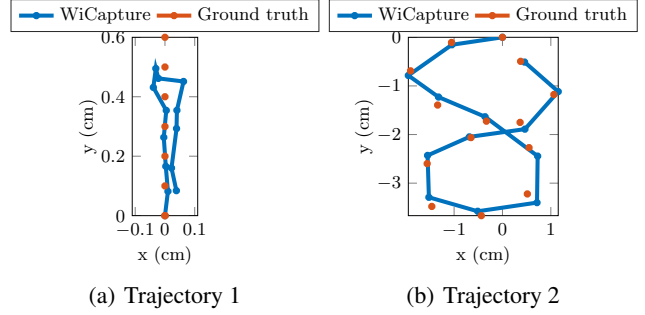 WiCapture Ground truth
0.6
0.4
0.2
0
y (cm)
−0.1 0 0.1
x (cm)
(a) Trajectory 1
WiCapture Ground truth
0
−1
−2
−3
y (cm)
−1 0 1
x (cm)
(b) Trajectory 2